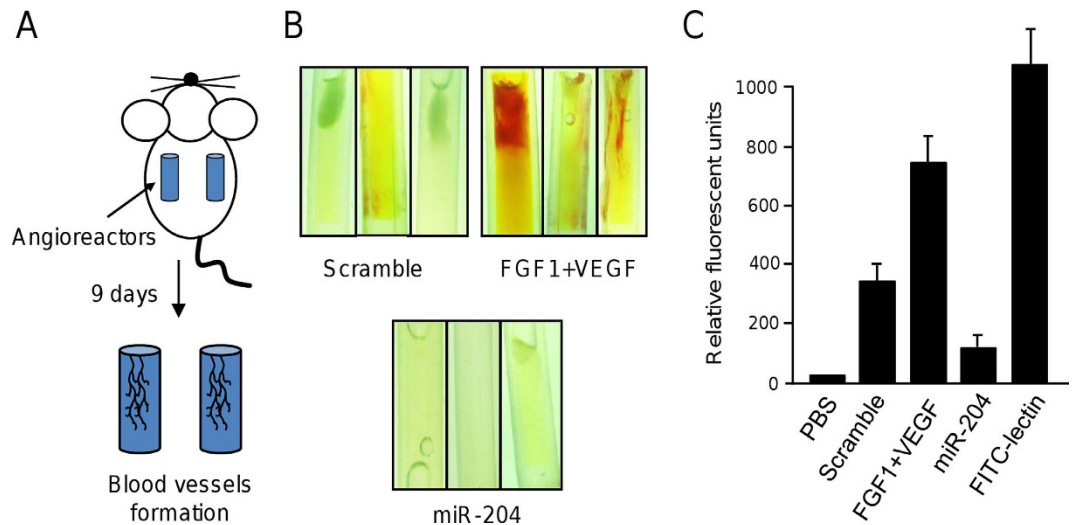 A
Angioreactors
9 days
Blood vessels
formation
B
Scramble
FGF1+VEGF
miR-204
C
Relative fluorescent units
1000
800
600
400
200
0
PBS
Scramble
FGF1+VEGF
miR-204
FITC-lectin